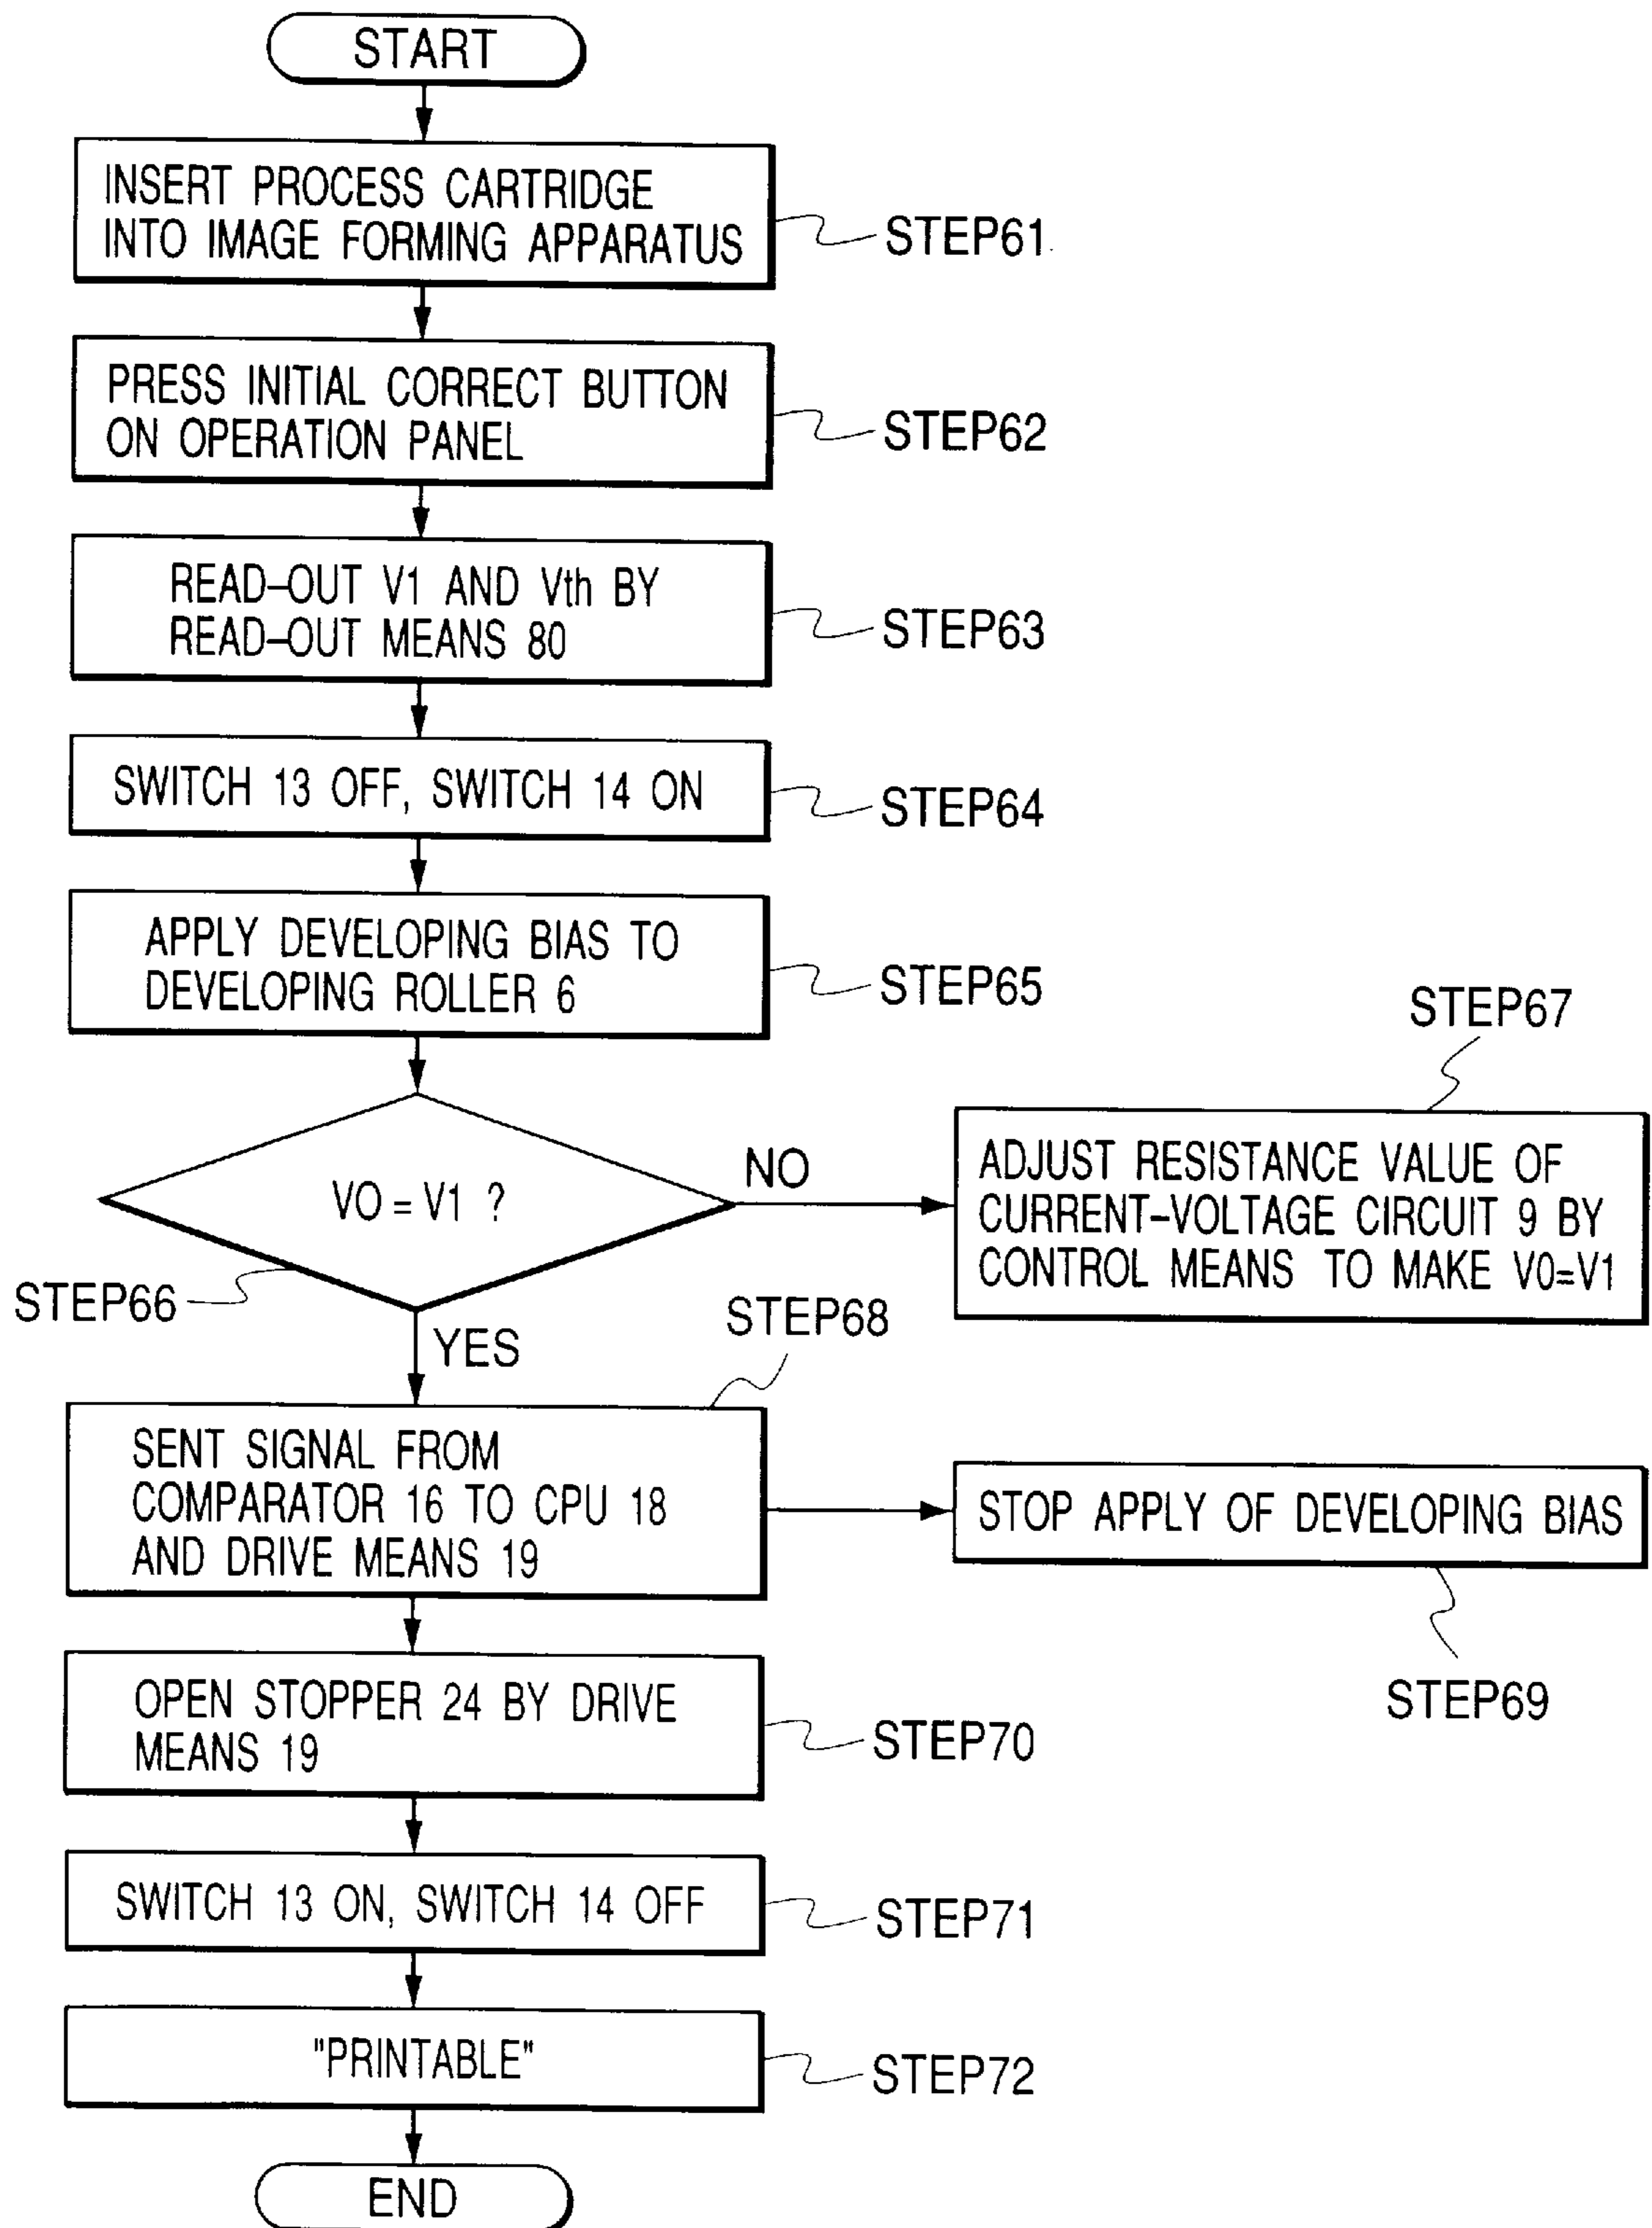 START
INSERT PROCESS CARTRIDGE
INTO IMAGE FORMING APPARATUS
STEP61
PRESS INITIAL CORRECT BUTTON
ON OPERATION PANEL
STEP62
READ-OUT V1 AND Vth BY
READ-OUT MEANS 80
STEP63
SWITCH 13 OFF, SWITCH 14 ON
STEP64
APPLY DEVELOPING BIAS TO
DEVELOPING ROLLER 6
STEP65
VO = V1 ?
STEP66
NO
STEP67
ADJUST RESISTANCE VALUE OF
CURRENT-VOLTAGE CIRCUIT 9 BY
CONTROL MEANS TO MAKE V0=V1
YES
STEP68
SENT SIGNAL FROM
COMPARATOR 16 TO CPU 18
AND DRIVE MEANS 19
STOP APPLY OF DEVELOPING BIAS
STEP69
OPEN STOPPER 24 BY DRIVE
MEANS 19
STEP70
SWITCH 13 ON, SWITCH 14 OFF
STEP71
"PRINTABLE"
STEP72
END